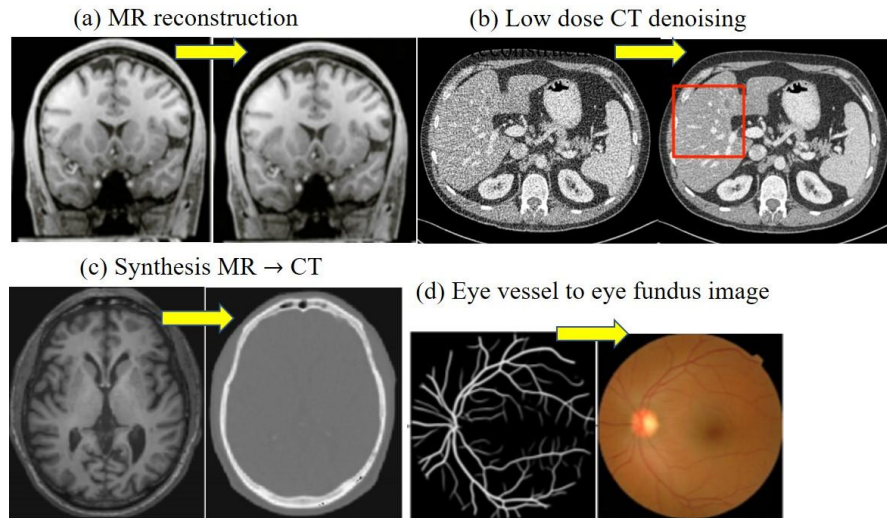 (a) MR reconstruction
(b) Low dose CT denoising
(c) Synthesis MR → CT
(d) Eye vessel to eye fundus image